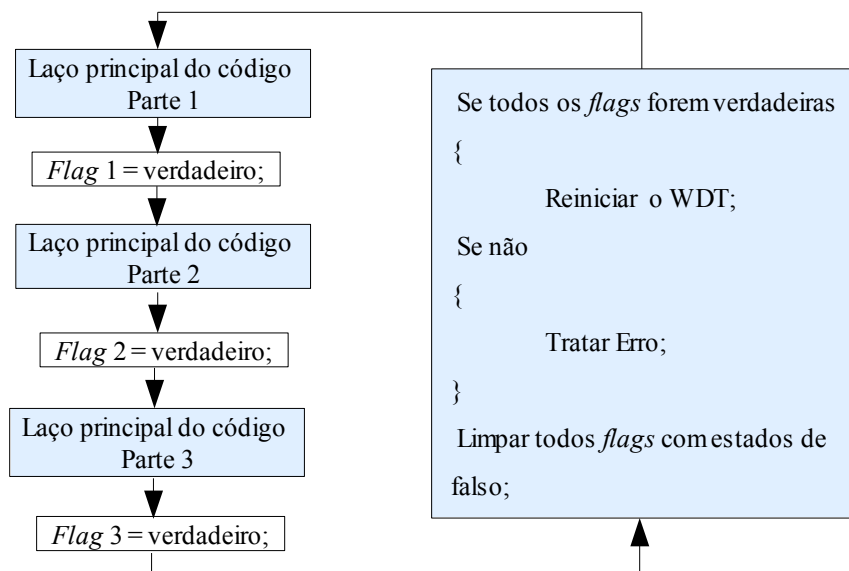 Laço principal do código
Parte 1
Flag 1 = verdadeiro;
Laço principal do código
Parte 2
Flag 2 = verdadeiro;
Laço principal do código
Parte 3
Flag 3 = verdadeiro;
Se todos os flags forem verdadeiras
{
Reiniciar o WDT;
Se não
{
Tratar Erro;
}
Limpar todos flags com estados de
falso;